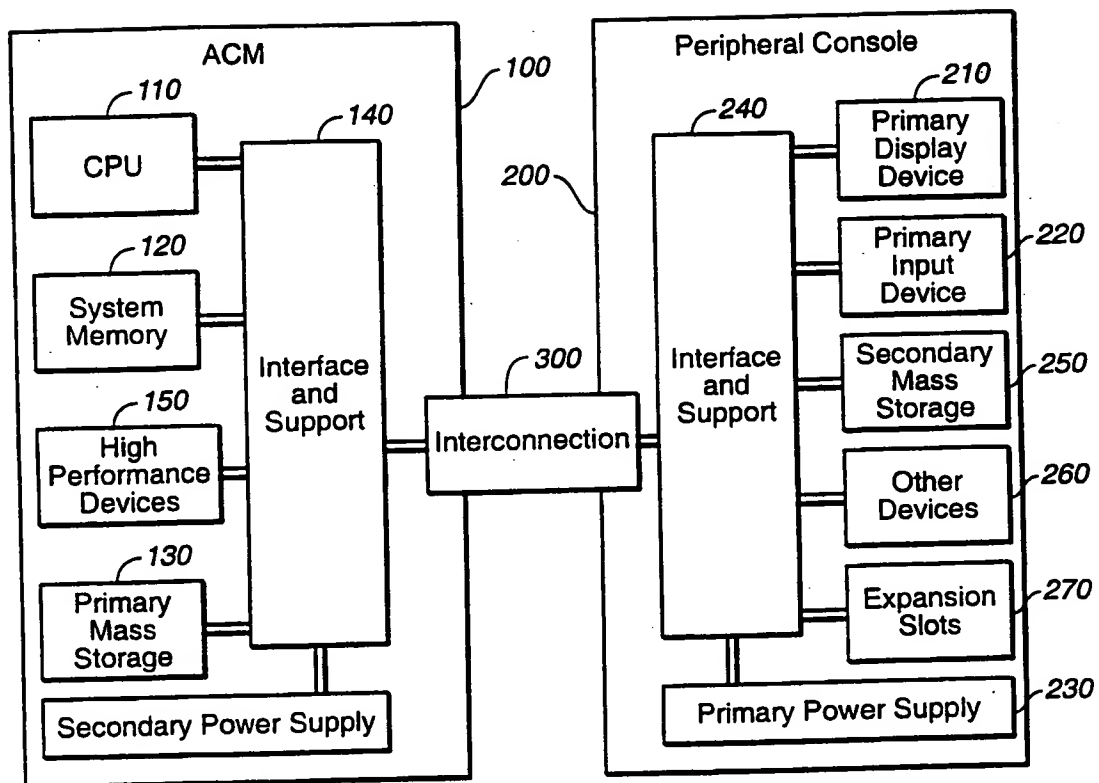 ACM
100
110
CPU
120
System
Memory
150
High
Performance
Devices
130
Primary
Mass
Storage
140
Interface
and
Support
Secondary Power Supply
300
Interconnection
Peripheral Console
200
240
Interface
and
Support
210
Primary
Display
Device
Primary
Input
Device
220
Secondary
Mass
Storage
250
Other
Devices
260
Expansion
Slots
270
Primary Power Supply
230